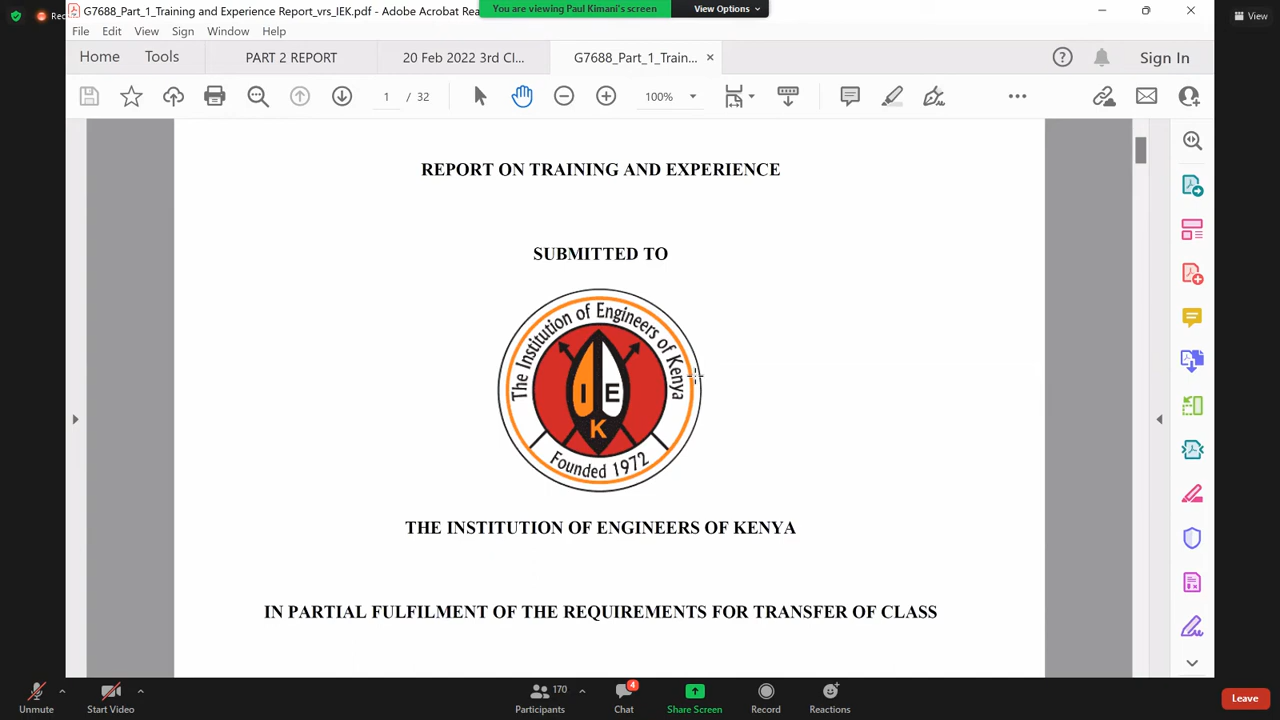 Rec
G7688_Part_1_Training and Experience Report_vrs_IEK.pdf - Adobe Acrobat Rea
You are viewing Paul Kimani's screen
View Options
View
File Edit View Sign Window Help
Home Tools PART 2 REPORT 20 Feb 2022 3rd Cl... G7688_Part_1_Train... Sign In
1 / 32 100%
REPORT ON TRAINING AND EXPERIENCE
SUBMITTED TO
The Institution of Engineers of Kenya
I E
K
Founded 1972
THE INSTITUTION OF ENGINEERS OF KENYA
IN PARTIAL FULFILMENT OF THE REQUIREMENTS FOR TRANSFER OF CLASS
170
4
Unmute Start Video Participants Chat Share Screen Record Reactions Leave